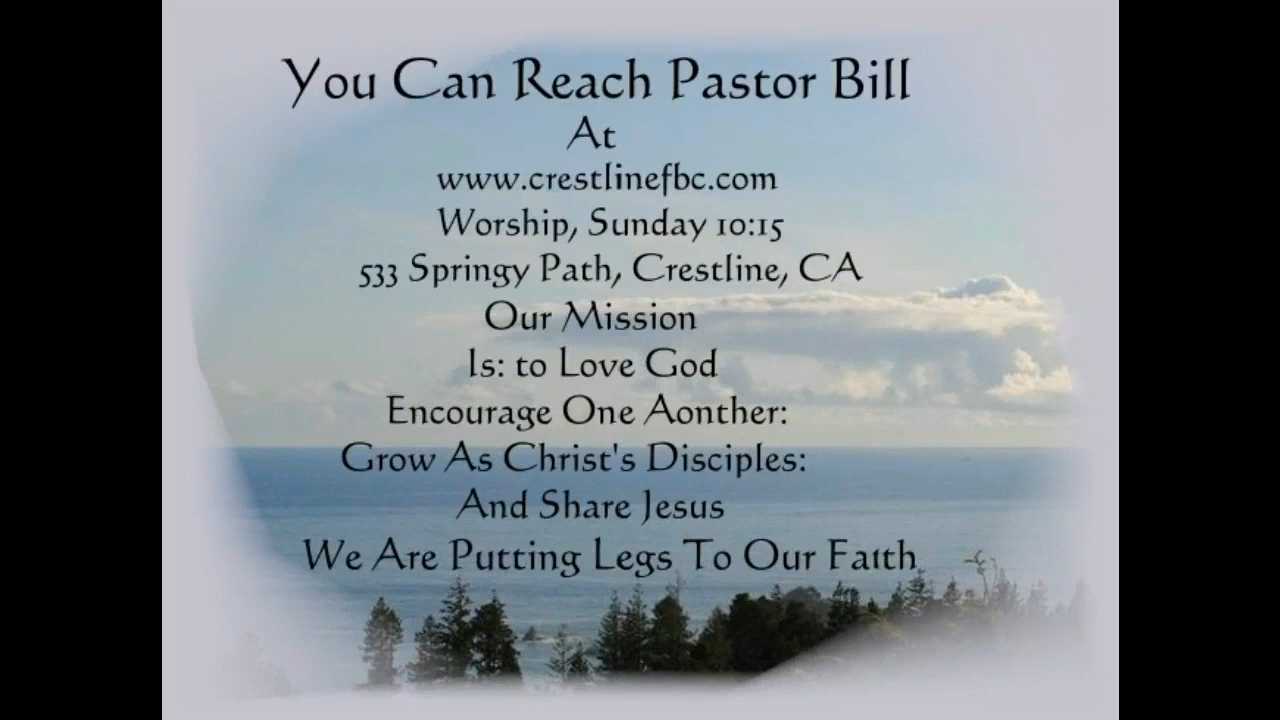 You Can Reach Pastor Bill
At
www.crestlinefbc.com
Worship, Sunday 10:15
533 Springy Path, Crestline, CA
Our Mission
Is: to Love God
Encourage One Aonther:
Grow As Christ's Disciples:
And Share Jesus
We Are Putting Legs To Our Faith